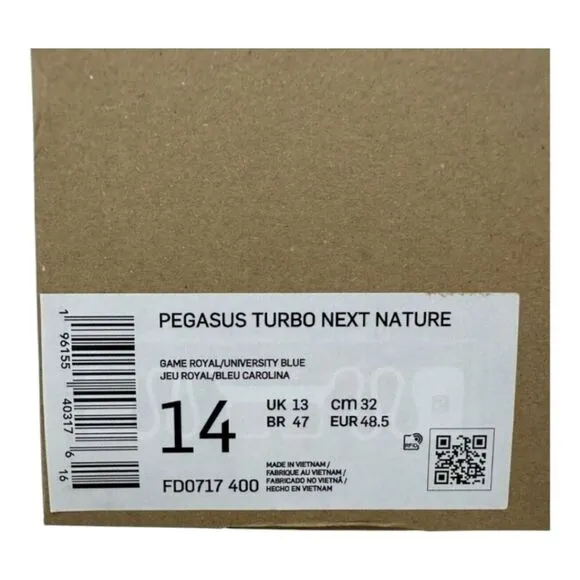 PEGASUS TURBO NEXT NATURE
GAME ROYAL/UNIVERSITY BLUE
JEU ROYAL/BLEU CAROLINA
14
UK 13 cm 32
BR 47 EUR 48.5
FD0717 400
MADE IN VIETNAM /
FABRIQUE AU VIETNAM /
FABRICADO NO VIETNÃ /
HECHO EN VIETNAM
RFID
1 96155 40317 6 16